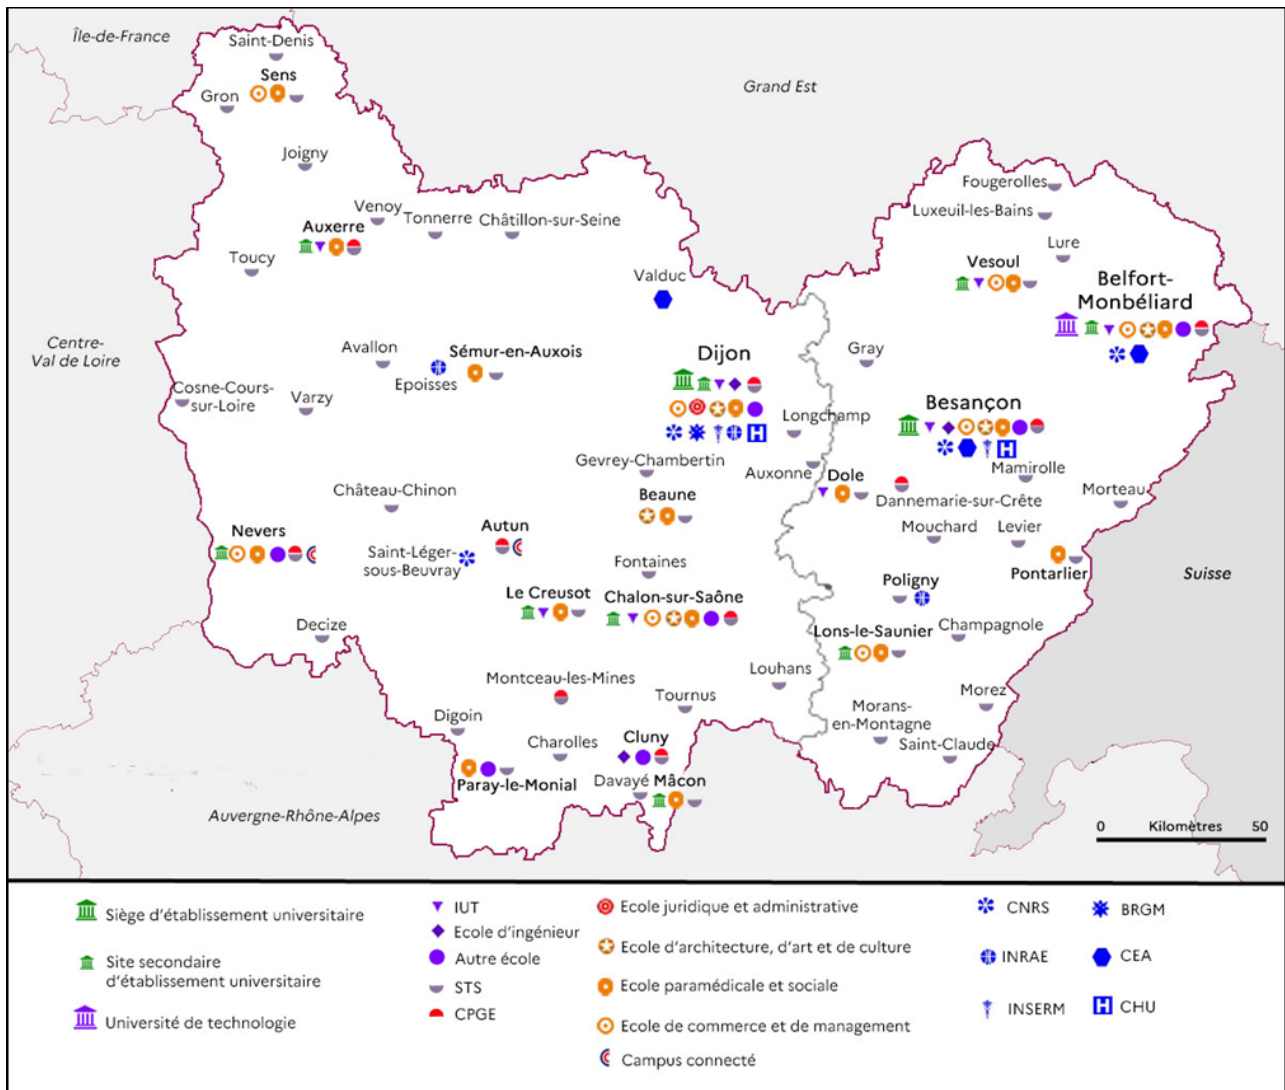 Île-de-France
Saint-Denis
Sens
Gron
Grand Est
Joigny
Fougerolles
Venoy
Tonnerre
Châtillon-sur-Seine
Luxeuil-les-Bains
Auxerre
Lure
Toucy
Vesoul
Valduc
Belfort-
Monbéliard
Centre-
Val de Loire
Avallon
Sémur-en-Auxois
Dijon
Gray
Epoisses
Cosne-Cours-
sur-Loire
Varzy
Longchamp
Besançon
Gevrey-Chambertin
Auxonne
Mamirolle
Château-Chinon
Beaune
Dole
Dannemarie-sur-Crête
Morteau
Nevers
Autun
Mouchard
Levier
Saint-Léger-
sous-Beuvray
Fontaines
Pontarlier
Suisse
Poligny
Le Creusot
Chalon-sur-Saône
Decize
Lons-le-Saunier
Champagnole
Montceau-les-Mines
Louhans
Tournus
Morez
Digoin
Morans-
en-Montagne
Charolles
Cluny
Saint-Claude
Paray-le-Monial
Davayé
Mâcon
Auvergne-Rhône-Alpes
0 Kilomètres 50
Siège d'établissement universitaire
Site secondaire
d'établissement universitaire
Université de technologie
IUT
Ecole d'ingénieur
Autre école
STS
CPGE
Ecole juridique et administrative
Ecole d'architecture, d'art et de culture
Ecole paramédicale et sociale
Ecole de commerce et de management
Campus connecté
CNRS
INRAE
INSERM
BRGM
CEA
H CHU